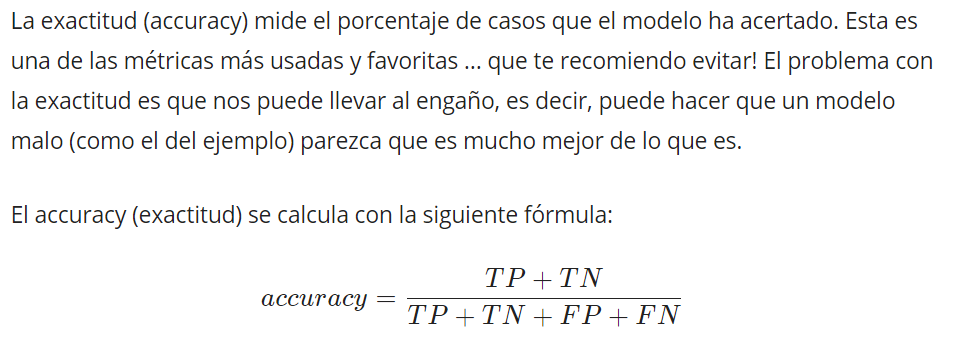 La exactitud (accuracy) mide el porcentaje de casos que el modelo ha acertado. Esta es
una de las métricas más usadas y favoritas ... que te recomiendo evitar! El problema con
la exactitud es que nos puede llevar al engaño, es decir, puede hacer que un modelo
malo (como el del ejemplo) parezca que es mucho mejor de lo que es.
El accuracy (exactitud) se calcula con la siguiente fórmula:
TP + TN
accuracy =
TP + TN + FP + FN